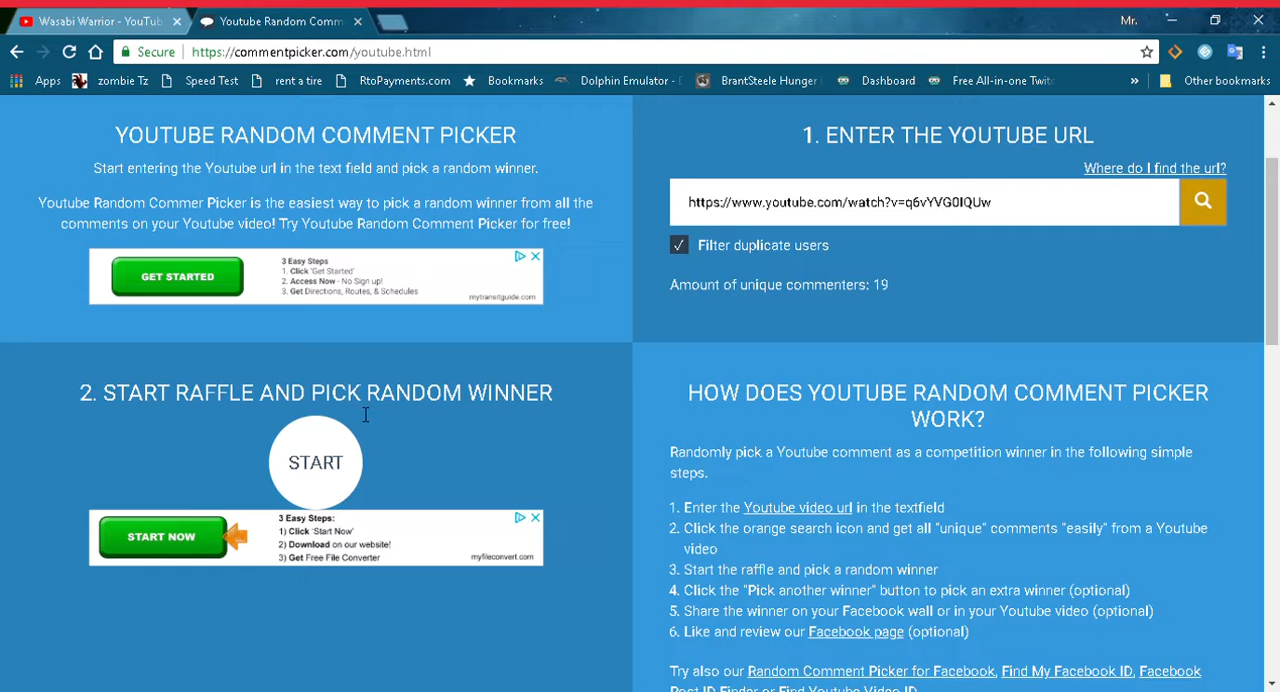 Wasabi Warrior - YouTub
Youtube Random Comm
Mr.
Secure
https://commentpicker.com/youtube.html
Apps
zombie Tz
Speed Test
rent a tire
RtoPayments.com
Bookmarks
Dolphin Emulator -
BrantSteele Hunger
Dashboard
Free All-in-one Twitt
»
Other bookmarks
YOUTUBE RANDOM COMMENT PICKER
Start entering the Youtube url in the text field and pick a random winner.
Youtube Random Commer Picker is the easiest way to pick a random winner from all the
comments on your Youtube video! Try Youtube Random Comment Picker for free!
GET STARTED
3 Easy Steps
1. Click 'Get Started'
2. Access Now - No Sign up!
3. Get Directions, Routes, & Schedules
mytransitguide.com
1. ENTER THE YOUTUBE URL
Where do I find the url?
https://www.youtube.com/watch?v=q6vYVG0IQUw
Filter duplicate users
Amount of unique commenters: 19
2. START RAFFLE AND PICK RANDOM WINNER
START
START NOW
3 Easy Steps:
1) Click 'Start Now'
2) Download on our website!
3) Get Free File Converter
myfileconvert.com
HOW DOES YOUTUBE RANDOM COMMENT PICKER
WORK?
Randomly pick a Youtube comment as a competition winner in the following simple
steps.
1. Enter the Youtube video url in the textfield
2. Click the orange search icon and get all "unique" comments "easily" from a Youtube
video
3. Start the raffle and pick a random winner
4. Click the "Pick another winner" button to pick an extra winner (optional)
5. Share the winner on your Facebook wall or in your Youtube video (optional)
6. Like and review our Facebook page (optional)
Try also our Random Comment Picker for Facebook, Find My Facebook ID, Facebook
Post ID Finder or Find Youtube Video ID